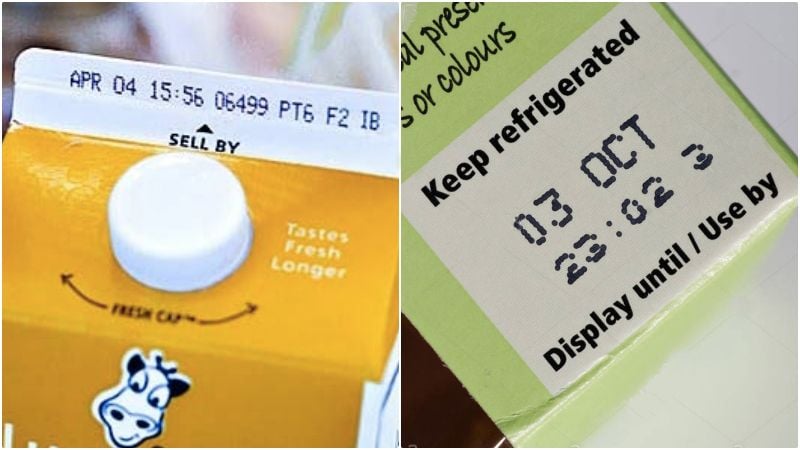 APR 04 15:56 06499 PT6 F2 IB
SELL BY
Tastes
Fresh
Longer
FRESH CAP™
s or colours
Keep refrigerated
03 OCT
23:02 3
Display until / Use by